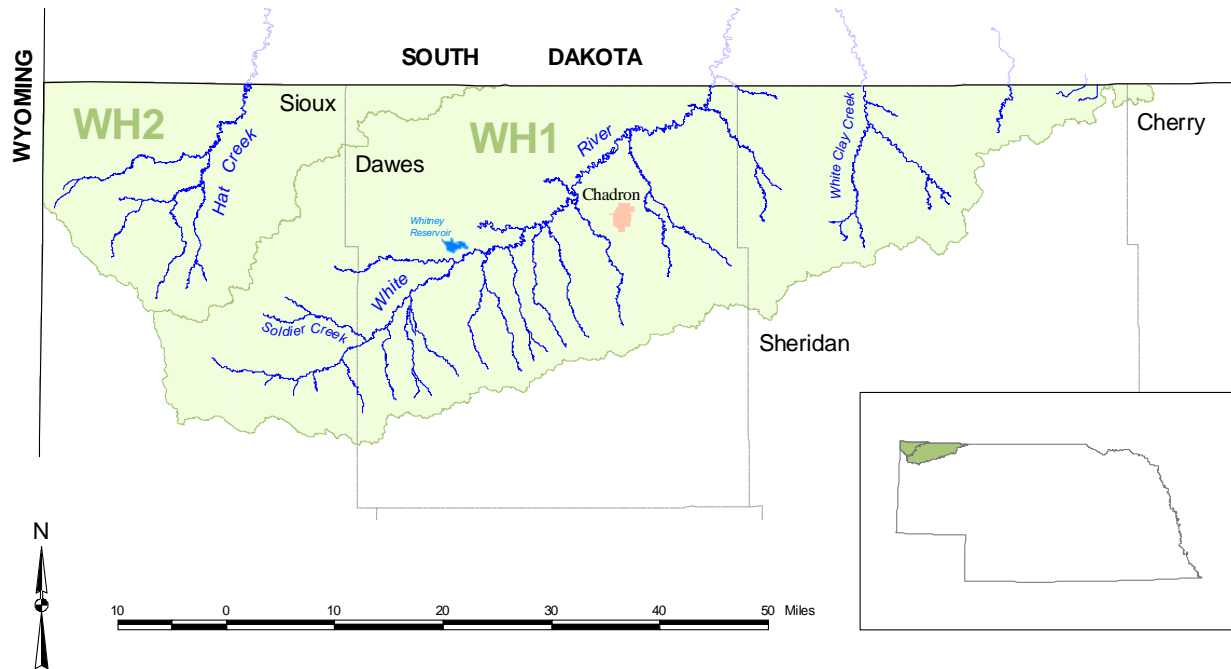 WYOMING
SOUTH DAKOTA
WH2
Sioux
Hat Creek
Dawes
WH1
White River
White Clay Creek
Cherry
Chadron
Whitney
Reservoir
Soldier Creek
Sheridan
N
10 0 10 20 30 40 50 Miles